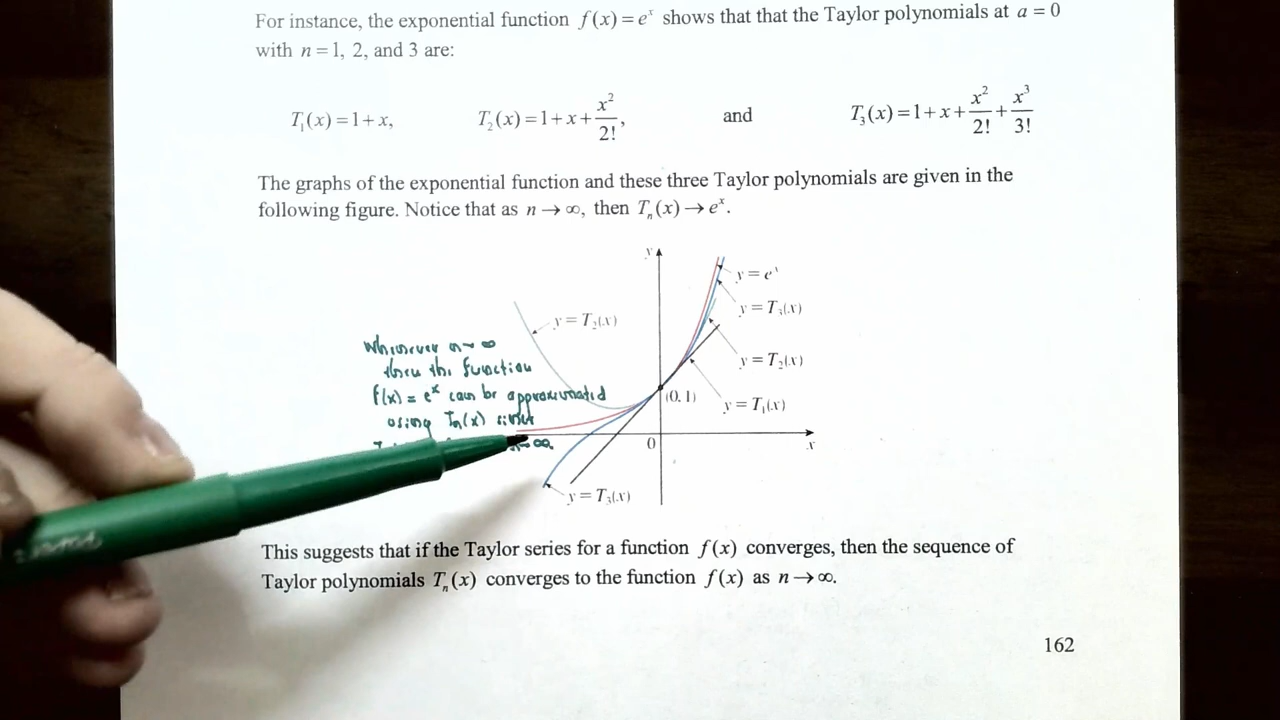 For instance, the exponential function f(x) = eˣ shows that that the Taylor polynomials at a = 0
with n = 1, 2, and 3 are:
T₁(x) = 1 + x, T₂(x) = 1 + x + x²/2!, and T₃(x) = 1 + x + x²/2! + x³/3!
The graphs of the exponential function and these three Taylor polynomials are given in the
following figure. Notice that as n → ∞, then Tₙ(x) → eˣ.
y
y = eˣ
y = T₃(x)
y = T₂(x)
y = T₂(x)
y = T₁(x)
(0, 1)
0
x
y = T₃(x)
Whenever n → ∞
then the function
f(x) = eˣ can be approximated
using Tₙ(x) since
→ ∞.
This suggests that if the Taylor series for a function f(x) converges, then the sequence of
Taylor polynomials Tₙ(x) converges to the function f(x) as n → ∞.
162